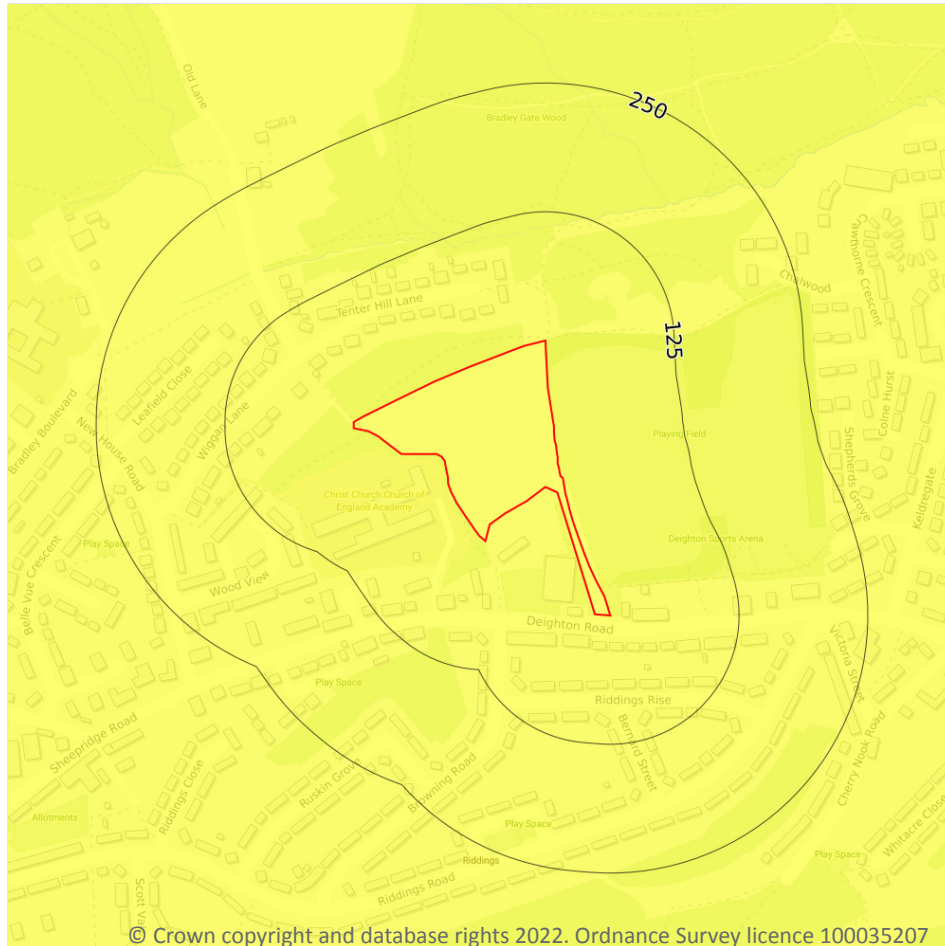 Old Lane
250
Bradley Gate Wood
Crawthorne Crescent
Chalwood
Tenter Hill Lane
125
Leafield Close
Bradley Boulevard
New House Road
Wiggan Lane
Colne Hurst
Playing Field
Shepherds Grove
Keldregate
Christ Church Church of
England Academy
Play Space
Belle Vue Crescent
Deighton Sports Arena
Wood View
Deighton Road
Victoria Street
Play Space
Riddings Rise
Bernard Street
Sheepridge Road
Cherry Nook Road
Riddings Close
Ruskin Grove
Browning Road
Allotments
Play Space
Whitacre Close
Riddings
Play Space
Riddings Road
© Crown copyright and database rights 2022. Ordnance Survey licence 100035207